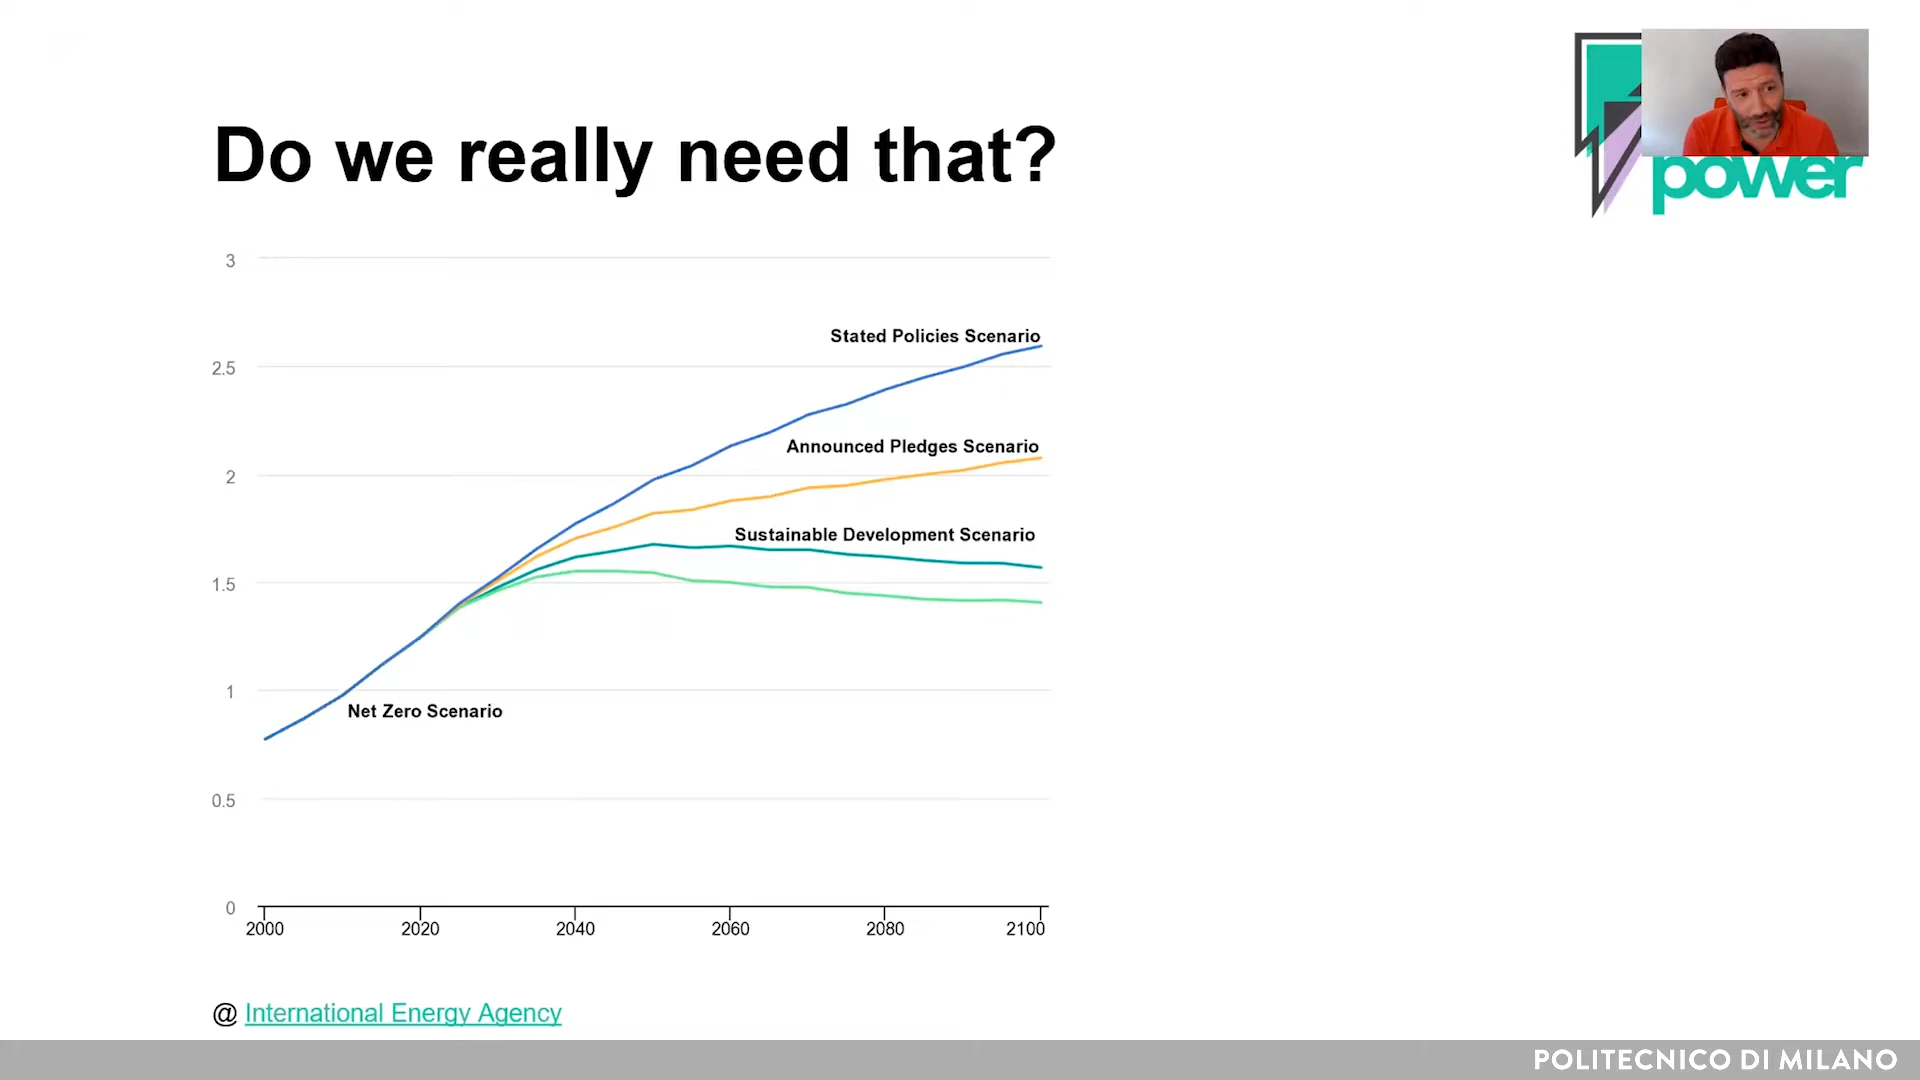 Do we really need that?
power
3
Stated Policies Scenario
2.5
Announced Pledges Scenario
2
Sustainable Development Scenario
1.5
1
Net Zero Scenario
0.5
0
2000 2020 2040 2060 2080 2100
@ International Energy Agency
POLITECNICO DI MILANO